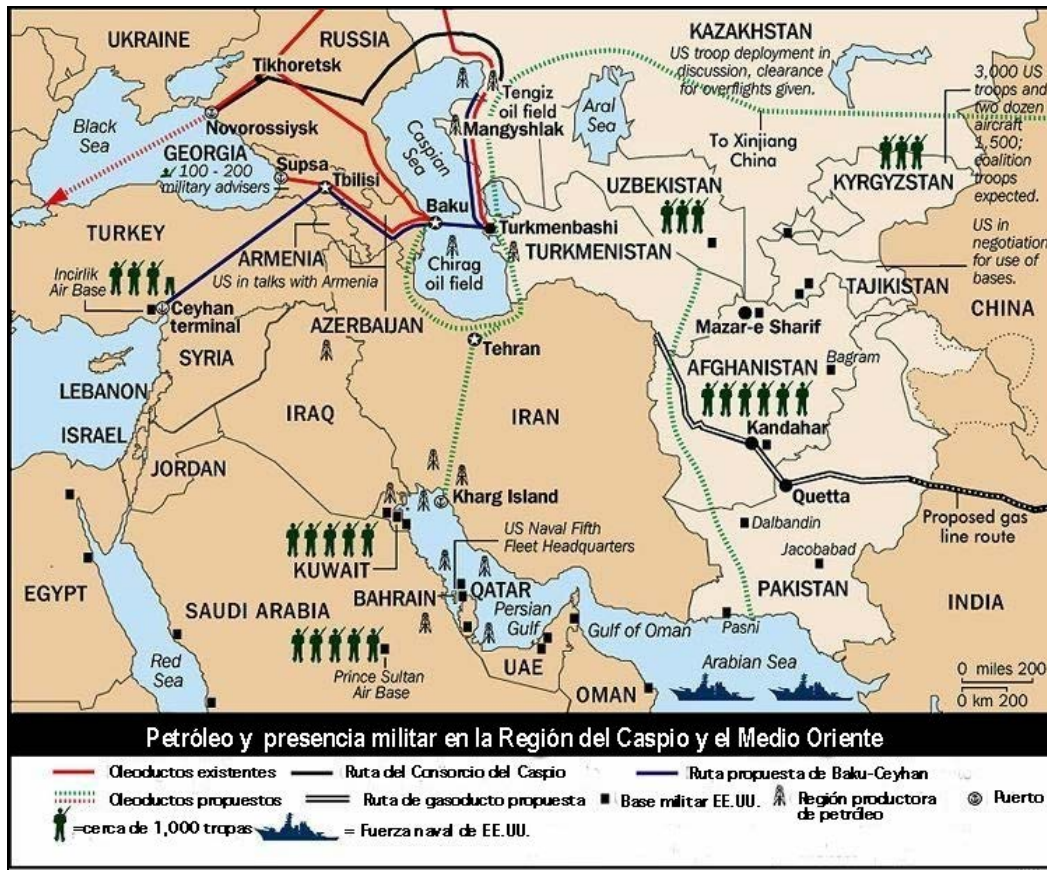 UKRAINE
RUSSIA
KAZAKHSTAN
US troop deployment in
discussion, clearance
for overflights given.
Tikhoretsk
Tengiz
oil field
Mangyshlak
Aral
Sea
3,000 US
troops and
two dozen
aircraft
1,500;
coalition
troops
expected.
Black
Sea
Novorossiysk
Caspian
Sea
To Xinjiang
China
GEORGIA
100 - 200
military advisers
Supsa
Tbilisi
UZBEKISTAN
KYRGYZSTAN
Baku
Turkmenbashi
TURKMENISTAN
US in
negotiation
for use of
bases.
TURKEY
ARMENIA
US in talks with Armenia
Chirag
oil field
TAJIKISTAN
Incirlik
Air Base
Ceyhan
terminal
AZERBAIJAN
Mazar-e Sharif
CHINA
SYRIA
Tehran
AFGHANISTAN
Bagram
LEBANON
IRAQ
IRAN
ISRAEL
Kandahar
JORDAN
Kharg Island
Quetta
Proposed gas
line route
US Naval Fifth
Fleet Headquarters
Dalbandin
Jacobabad
KUWAIT
EGYPT
BAHRAIN
QATAR
PAKISTAN
INDIA
SAUDI ARABIA
Persian
Gulf
Gulf of Oman
Pasni
Red
Sea
Prince Sultan
Air Base
UAE
Arabian Sea
OMAN
0 miles 200
0 km 200
Petróleo y presencia militar en la Región del Caspio y el Medio Oriente
Oleoductos existentes
Ruta del Consorcio del Caspio
Ruta propuesta de Baku-Ceyhan
Oleoductos propuestos
Ruta de gasoducto propuesta
Base militar EE.UU.
Región productora
de petróleo
Puerto
=cerca de 1,000 tropas
= Fuerza naval de EE.UU.